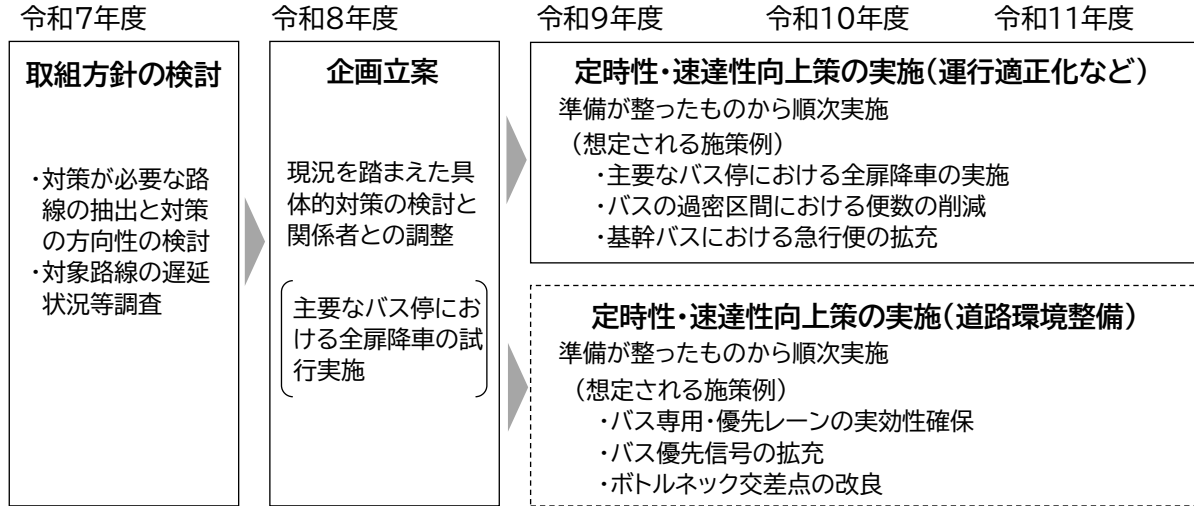 令和7年度
令和8年度
令和9年度
令和10年度
令和11年度
取組方針の検討
・対策が必要な路
線の抽出と対策
の方向性の検討
・対象路線の遅延
状況等調査
企画立案
現況を踏まえた具
体的対策の検討と
関係者との調整
主要なバス停にお
ける全扉降車の試
行実施
定時性・速達性向上策の実施(運行適正化など)
準備が整ったものから順次実施
(想定される施策例)
・主要なバス停における全扉降車の実施
・バスの過密区間における便数の削減
・基幹バスにおける急行便の拡充
定時性・速達性向上策の実施(道路環境整備)
準備が整ったものから順次実施
(想定される施策例)
・バス専用・優先レーンの実効性確保
・バス優先信号の拡充
・ボトルネック交差点の改良